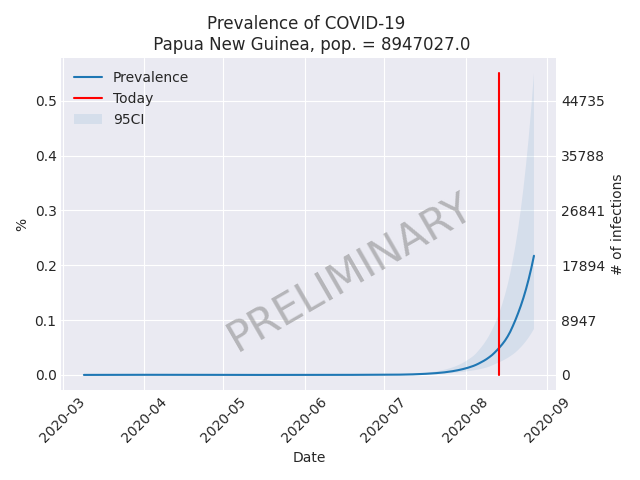 Prevalence of COVID-19
Papua New Guinea, pop. = 8947027.0
Prevalence
Today
95CI
PRELIMINARY
%
0.5
0.4
0.3
0.2
0.1
0.0
44735
35788
26841
17894
8947
0
# of infections
2020-03
2020-04
2020-05
2020-06
2020-07
2020-08
2020-09
Date